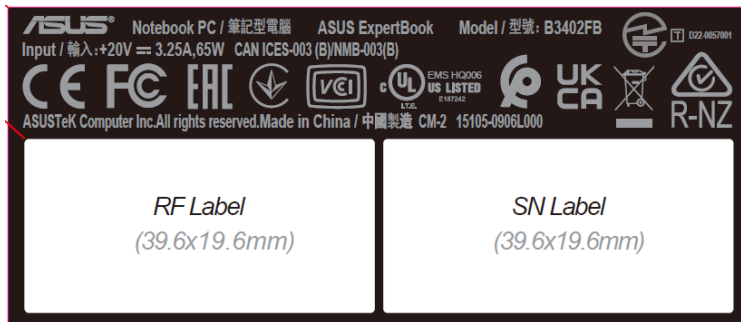 ASUS® Notebook PC / 筆記型電腦 ASUS ExpertBook Model / 型號: B3402FB
Input / 輸入:+20V ⎓ 3.25A,65W CAN ICES-003 (B)/NMB-003(B)
T D22-0057001
CE FC EAC VCI c UL US LISTED EMS HQ006 E187242 I.T.E. UK CA R-NZ
ASUSTeK Computer Inc.All rights reserved.Made in China / 中國製造 CM-2 15105-0906L000
RF Label
(39.6x19.6mm)
SN Label
(39.6x19.6mm)